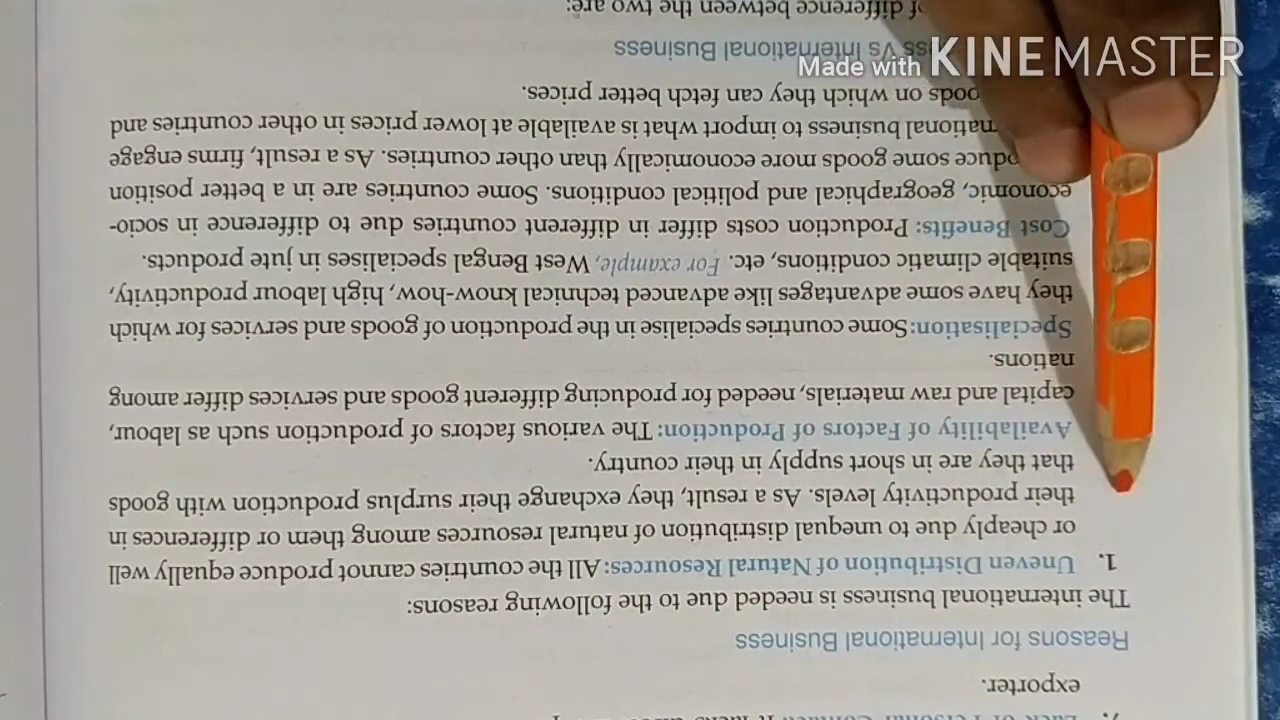 exporter.
Reasons for International Business
The international business is needed due to the following reasons:
1. Uneven Distribution of Natural Resources: All the countries cannot produce equally well
or cheaply due to unequal distribution of natural resources among them or differences in
their productivity levels. As a result, they exchange their surplus production with goods
that they are in short supply in their country.
Availability of Factors of Production: The various factors of production such as labour,
capital and raw materials, needed for producing different goods and services differ among
nations.
Specialisation: Some countries specialise in the production of goods and services for which
they have some advantages like advanced technical know-how, high labour productivity,
suitable climatic conditions, etc. For example, West Bengal specialises in jute products.
Cost Benefits: Production costs differ in different countries due to difference in socio-
economic, geographical and political conditions. Some countries are in a better position
oduce some goods more economically than other countries. As a result, firms engage
national business to import what is available at lower prices in other countries and
oods on which they can fetch better prices.
ess Vs International Business
of difference between the two are:
Made with KINEMASTER